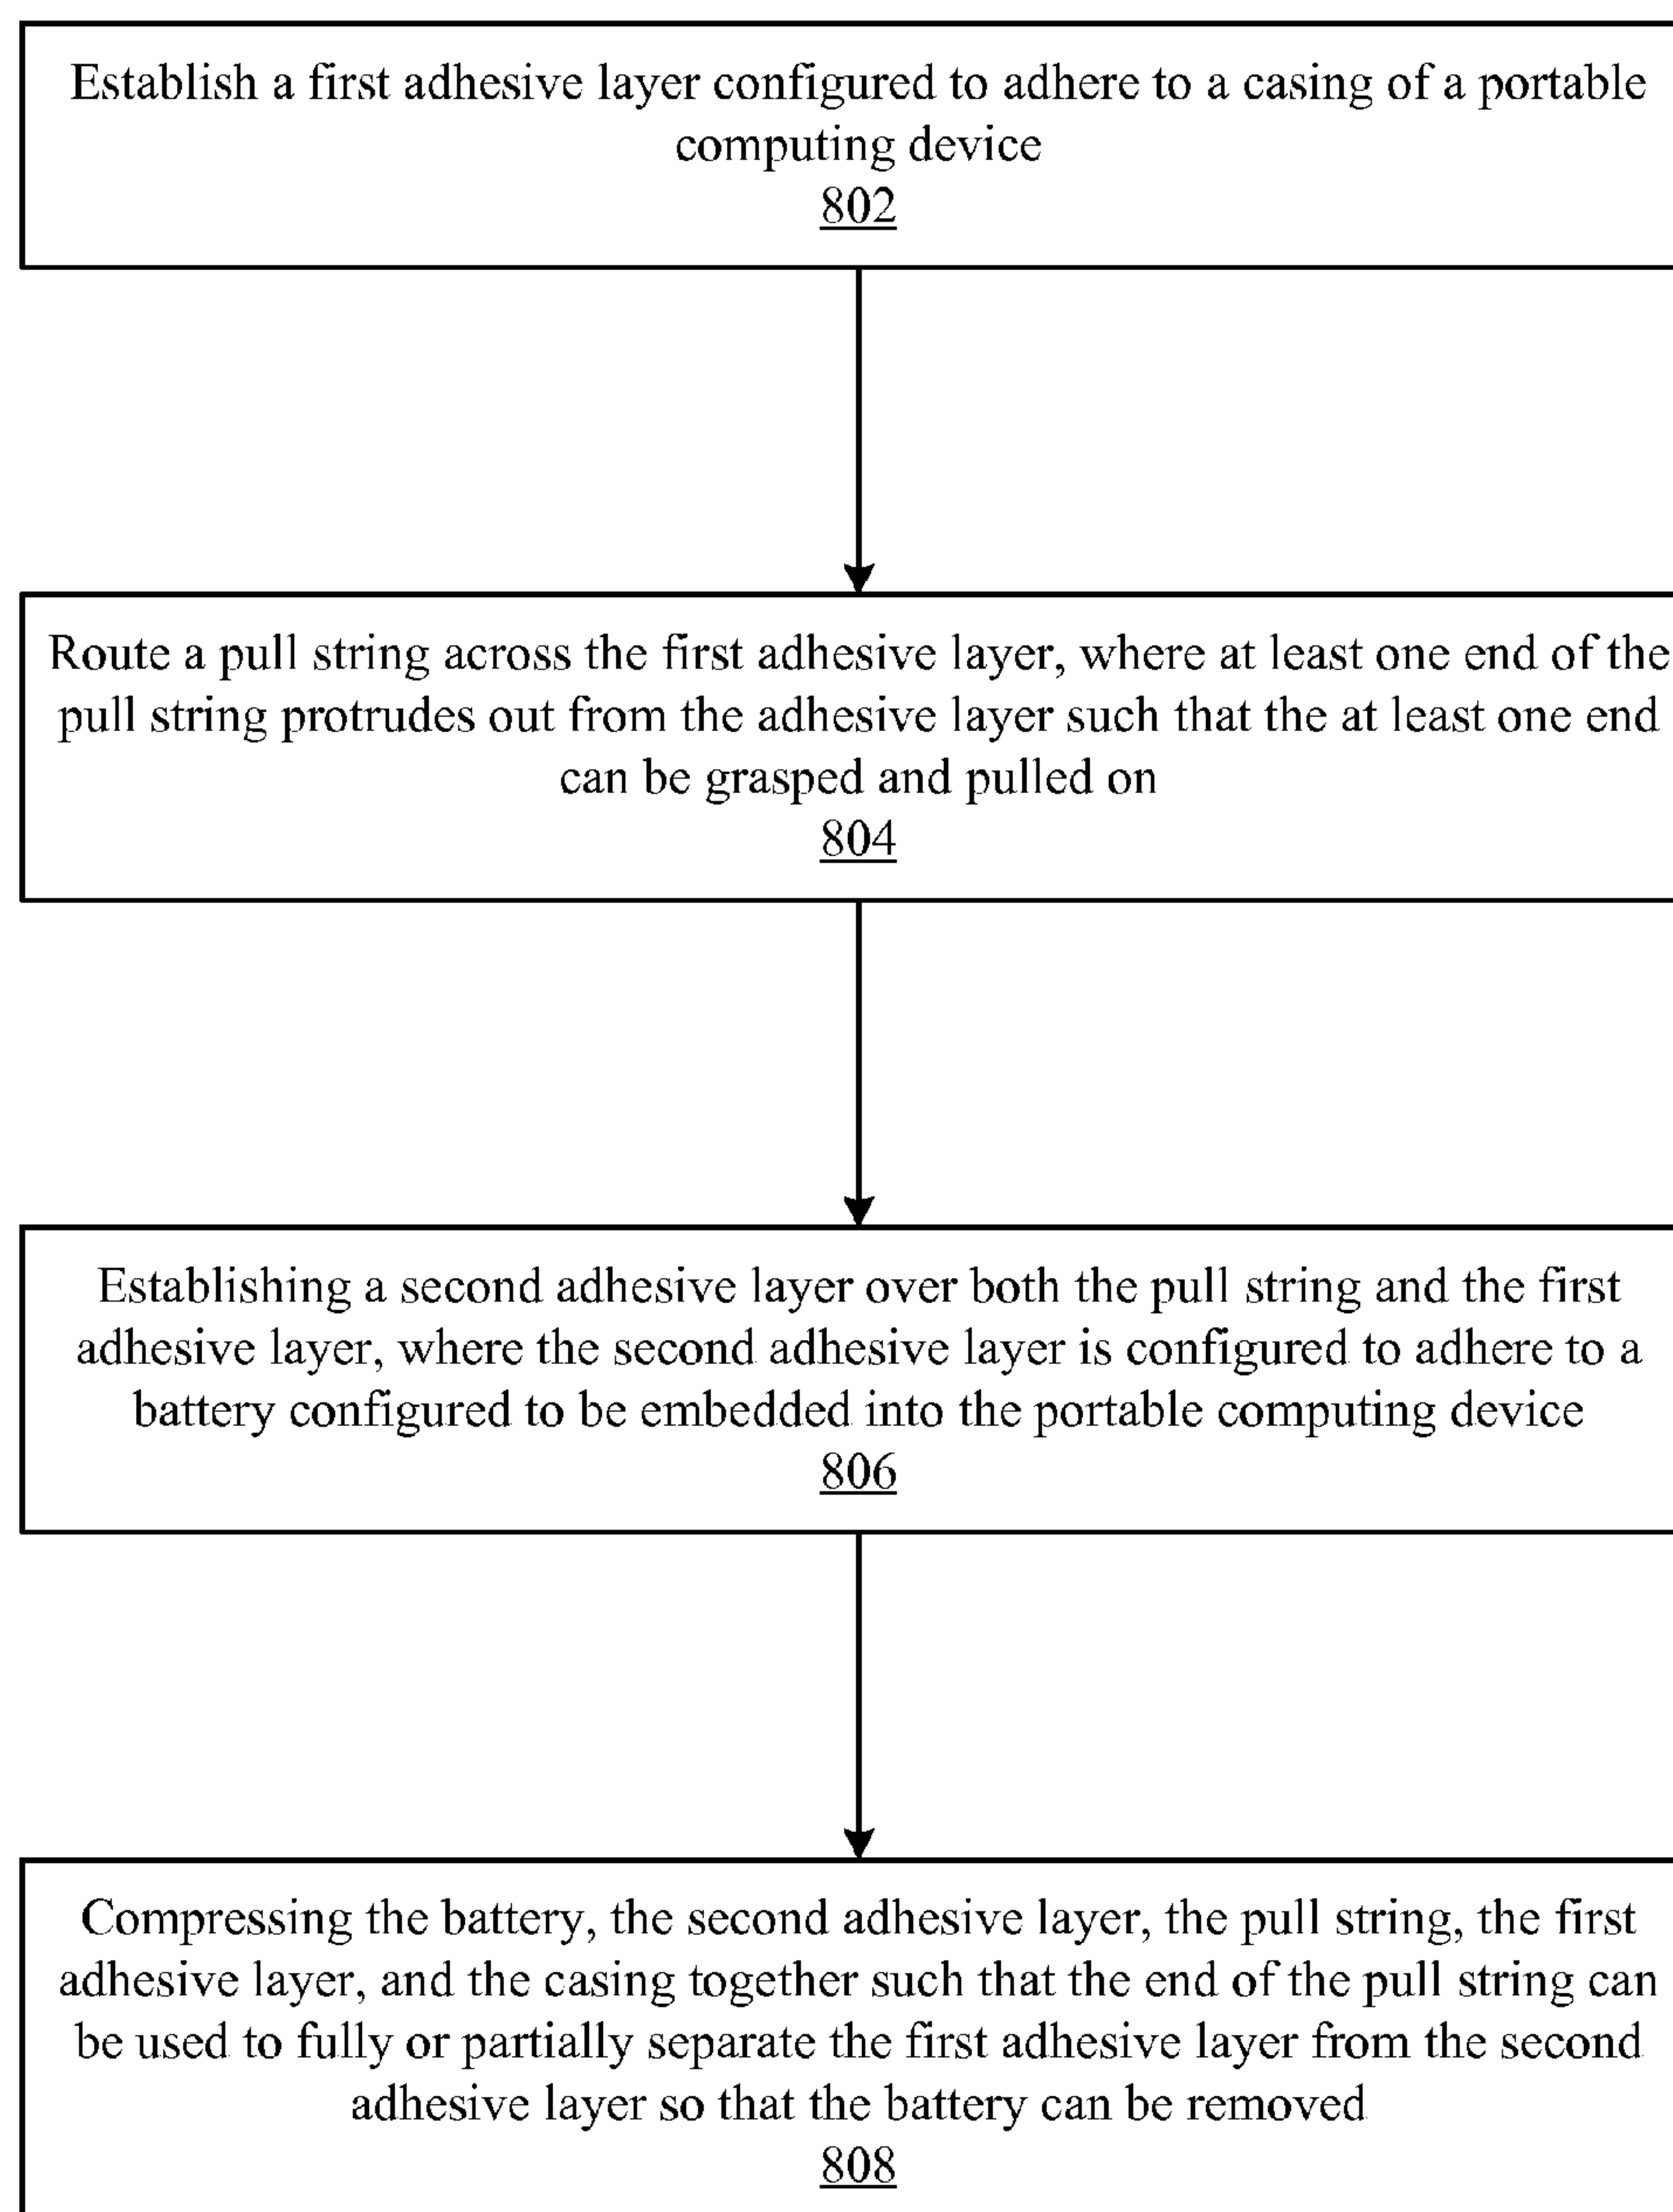 Establish a first adhesive layer configured to adhere to a casing of a portable
computing device
802
Route a pull string across the first adhesive layer, where at least one end of the
pull string protrudes out from the adhesive layer such that the at least one end
can be grasped and pulled on
804
Establishing a second adhesive layer over both the pull string and the first
adhesive layer, where the second adhesive layer is configured to adhere to a
battery configured to be embedded into the portable computing device
806
Compressing the battery, the second adhesive layer, the pull string, the first
adhesive layer, and the casing together such that the end of the pull string can
be used to fully or partially separate the first adhesive layer from the second
adhesive layer so that the battery can be removed
808